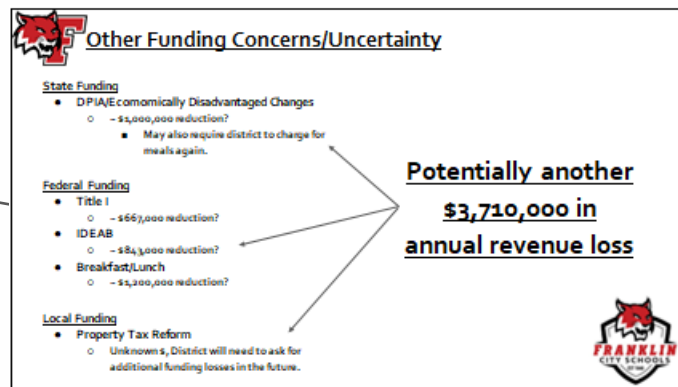 F Other Funding Concerns/Uncertainty
State Funding
• DPIA/Ecomomically Disadvantaged Changes
o ~ $1,000,000 reduction?
▪ May also require district to charge for
meals again.
Federal Funding
• Title I
o ~ $667,000 reduction?
• IDEAB
o ~ $843,000 reduction?
• Breakfast/Lunch
o ~ $1,200,000 reduction?
Local Funding
• Property Tax Reform
o Unknown s, District will need to ask for
additional funding losses in the future.
Potentially another
$3,710,000 in
annual revenue loss
FRANKLIN
CITY SCHOOLS